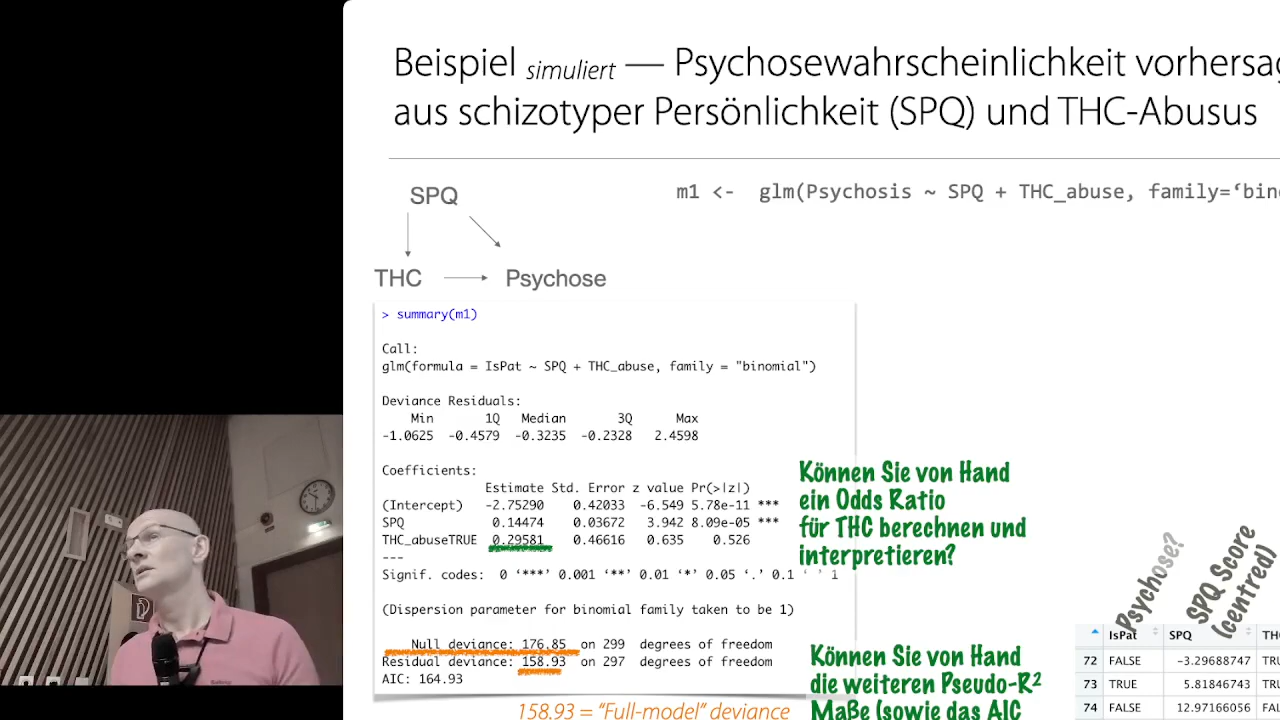 Beispiel simuliert — Psychosewahrscheinlichkeit vorhersag
aus schizotyper Persönlichkeit (SPQ) und THC-Abusus
SPQ
m1 <- glm(Psychosis ~ SPQ + THC_abuse, family=‘bin
THC
Psychose
> summary(m1)
Call:
glm(formula = IsPat ~ SPQ + THC_abuse, family = "binomial")
Deviance Residuals:
Min 1Q Median 3Q Max
-1.0625 -0.4579 -0.3235 -0.2328 2.4598
Coefficients:
Estimate Std. Error z value Pr(>|z|)
(Intercept) -2.75290 0.42033 -6.549 5.78e-11 ***
SPQ 0.14474 0.03672 3.942 8.09e-05 ***
THC_abuseTRUE 0.29581 0.46616 0.635 0.526
---
Signif. codes: 0 ‘***’ 0.001 ‘**’ 0.01 ‘*’ 0.05 ‘.’ 0.1 ‘ ’ 1
(Dispersion parameter for binomial family taken to be 1)
Null deviance: 176.85 on 299 degrees of freedom
Residual deviance: 158.93 on 297 degrees of freedom
AIC: 164.93
158.93 = “Full-model” deviance
Können Sie von Hand
ein Odds Ratio
für THC berechnen und
interpretieren?
Können Sie von Hand
die weiteren Pseudo-R²
Maße (sowie das AIC
Psychose?
SPQ Score
(centred)
IsPat SPQ TH
72 FALSE -3.29688747 TRU
73 TRUE 5.81846743 TRU
74 FALSE 12.97166056 FAL